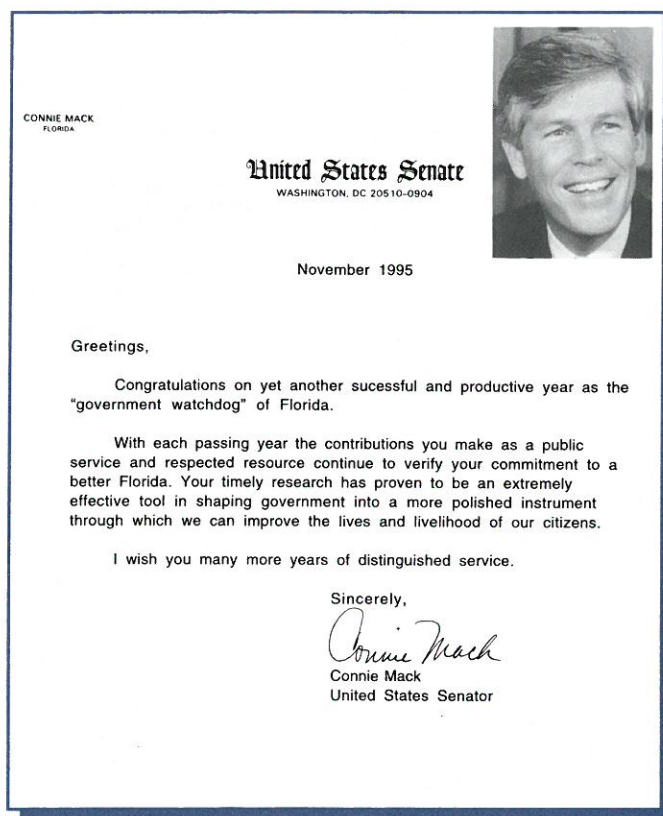 CONNIE MACK
FLORIDA
United States Senate
WASHINGTON, DC 20510-0904
November 1995
Greetings,
Congratulations on yet another sucessful and productive year as the
"government watchdog" of Florida.
With each passing year the contributions you make as a public
service and respected resource continue to verify your commitment to a
better Florida. Your timely research has proven to be an extremely
effective tool in shaping government into a more polished instrument
through which we can improve the lives and livelihood of our citizens.
I wish you many more years of distinguished service.
Sincerely,
Connie Mack
Connie Mack
United States Senator